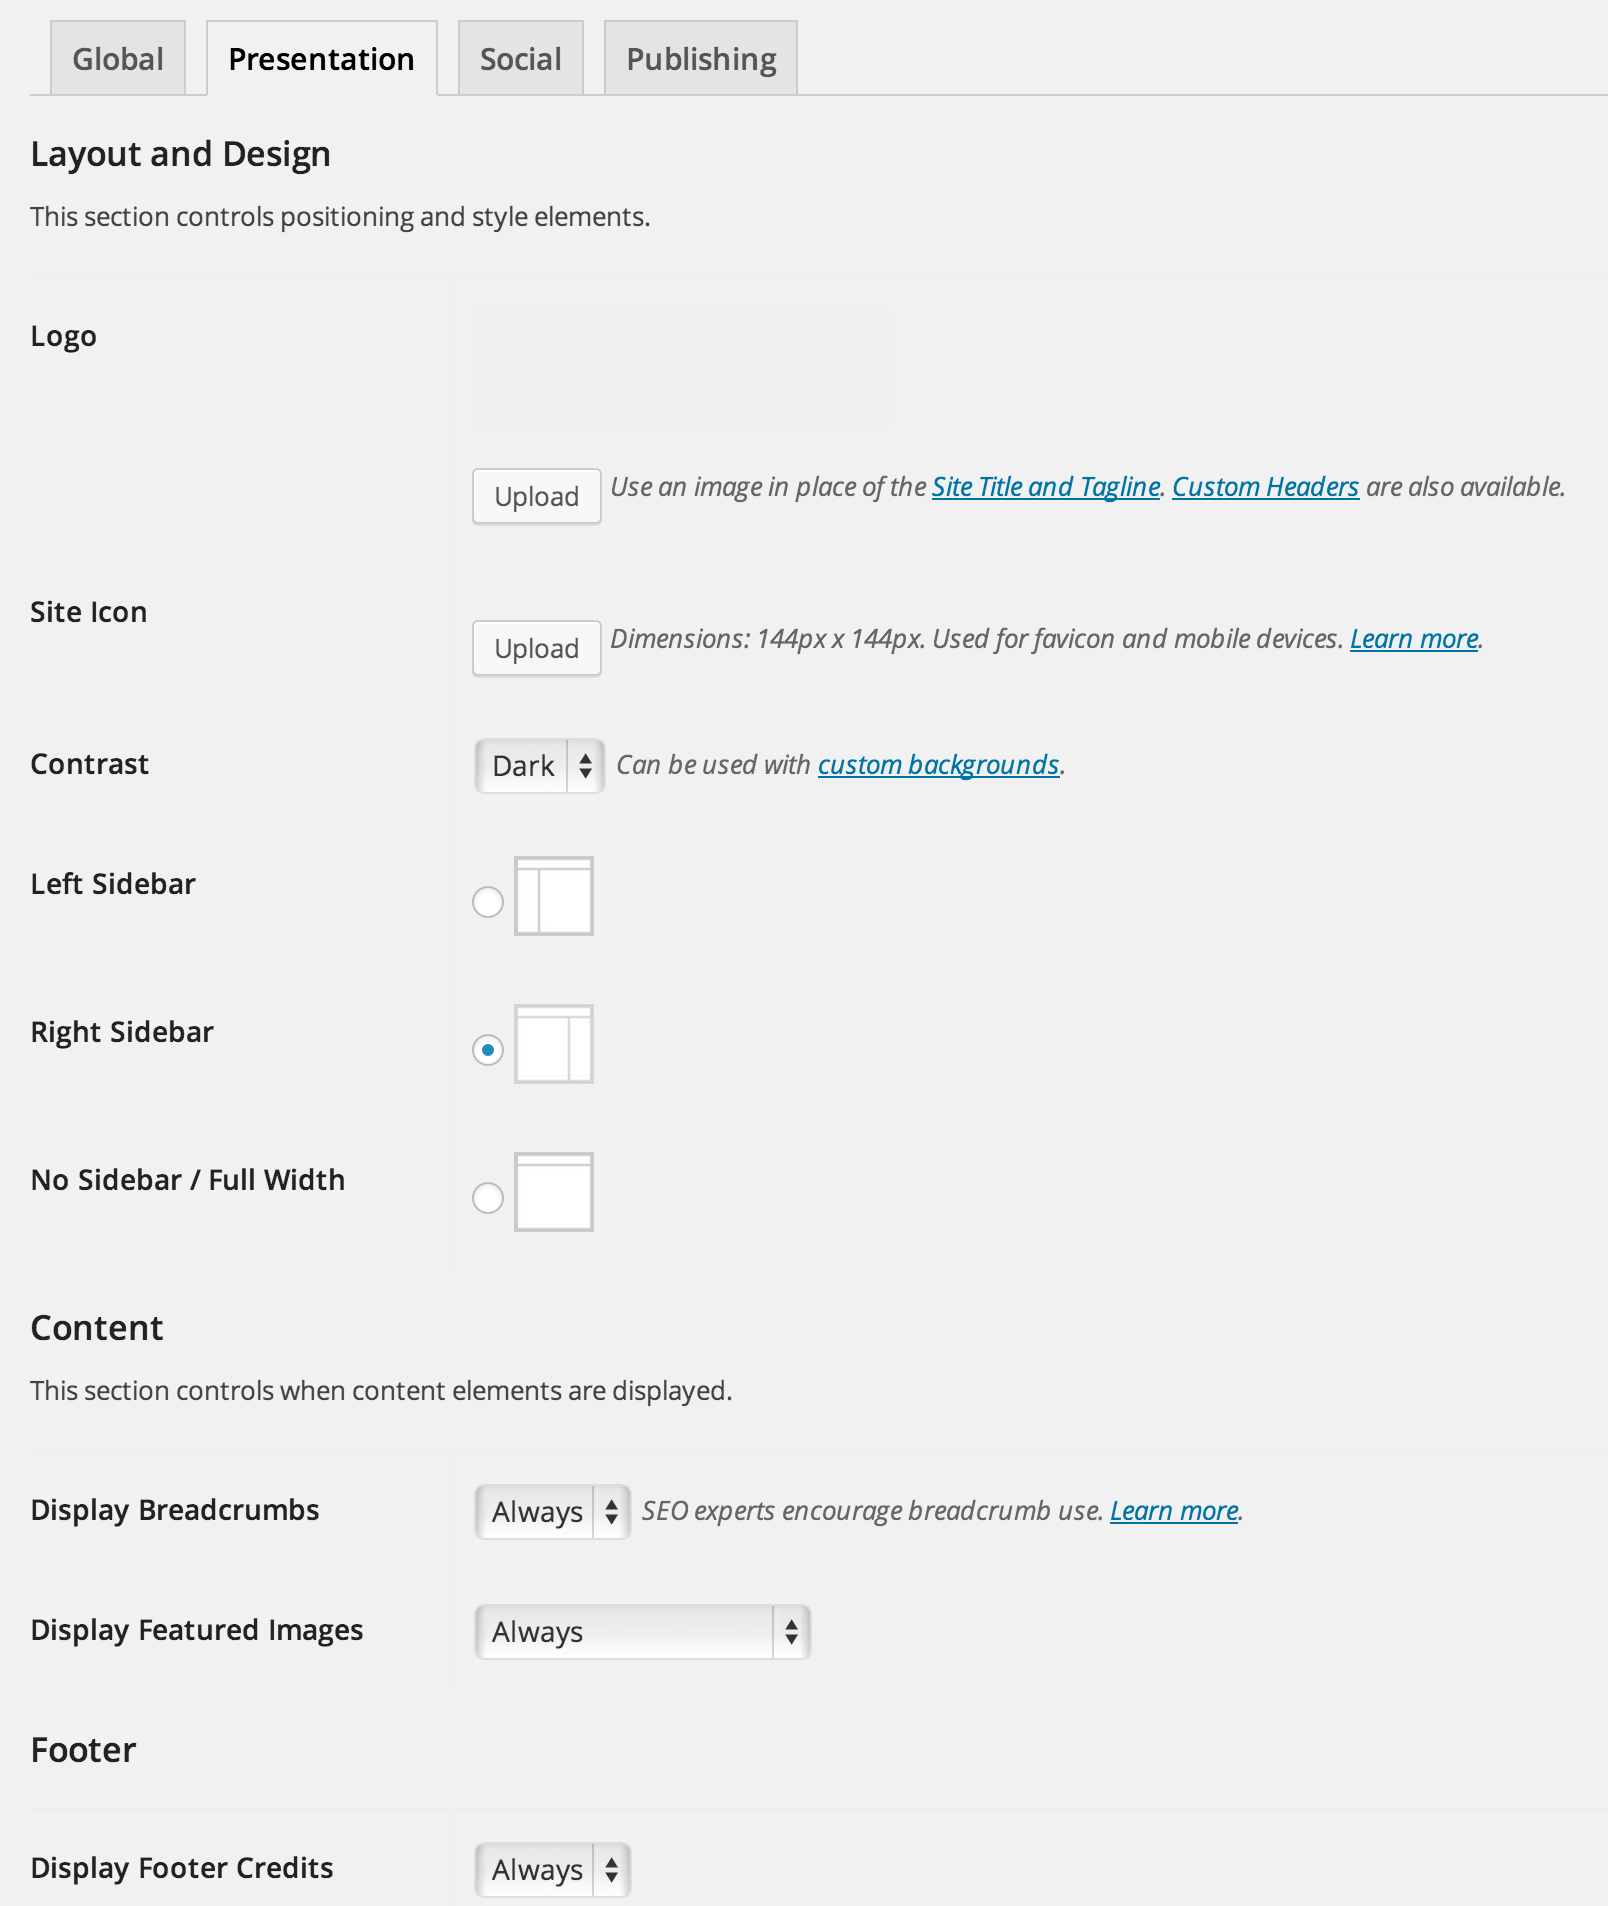 Global Presentation Social Publishing
Layout and Design
This section controls positioning and style elements.
Logo
Upload Use an image in place of the Site Title and Tagline. Custom Headers are also available.
Site Icon
Upload Dimensions: 144px x 144px. Used for favicon and mobile devices. Learn more.
Contrast Dark Can be used with custom backgrounds.
Left Sidebar
Right Sidebar
No Sidebar / Full Width
Content
This section controls when content elements are displayed.
Display Breadcrumbs Always SEO experts encourage breadcrumb use. Learn more.
Display Featured Images Always
Footer
Display Footer Credits Always